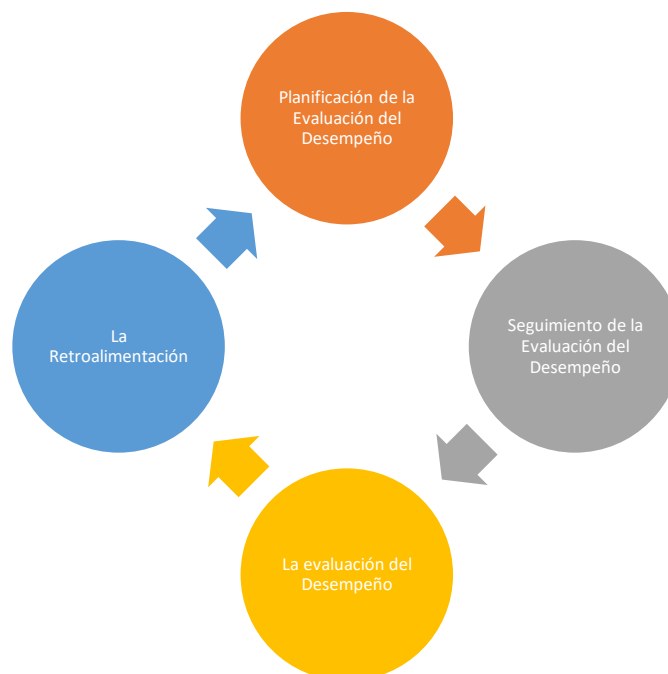 Planificación de la
Evaluación del
Desempeño
Seguimiento de la
Evaluación del
Desempeño
La evaluación del
Desempeño
La
Retroalimentación